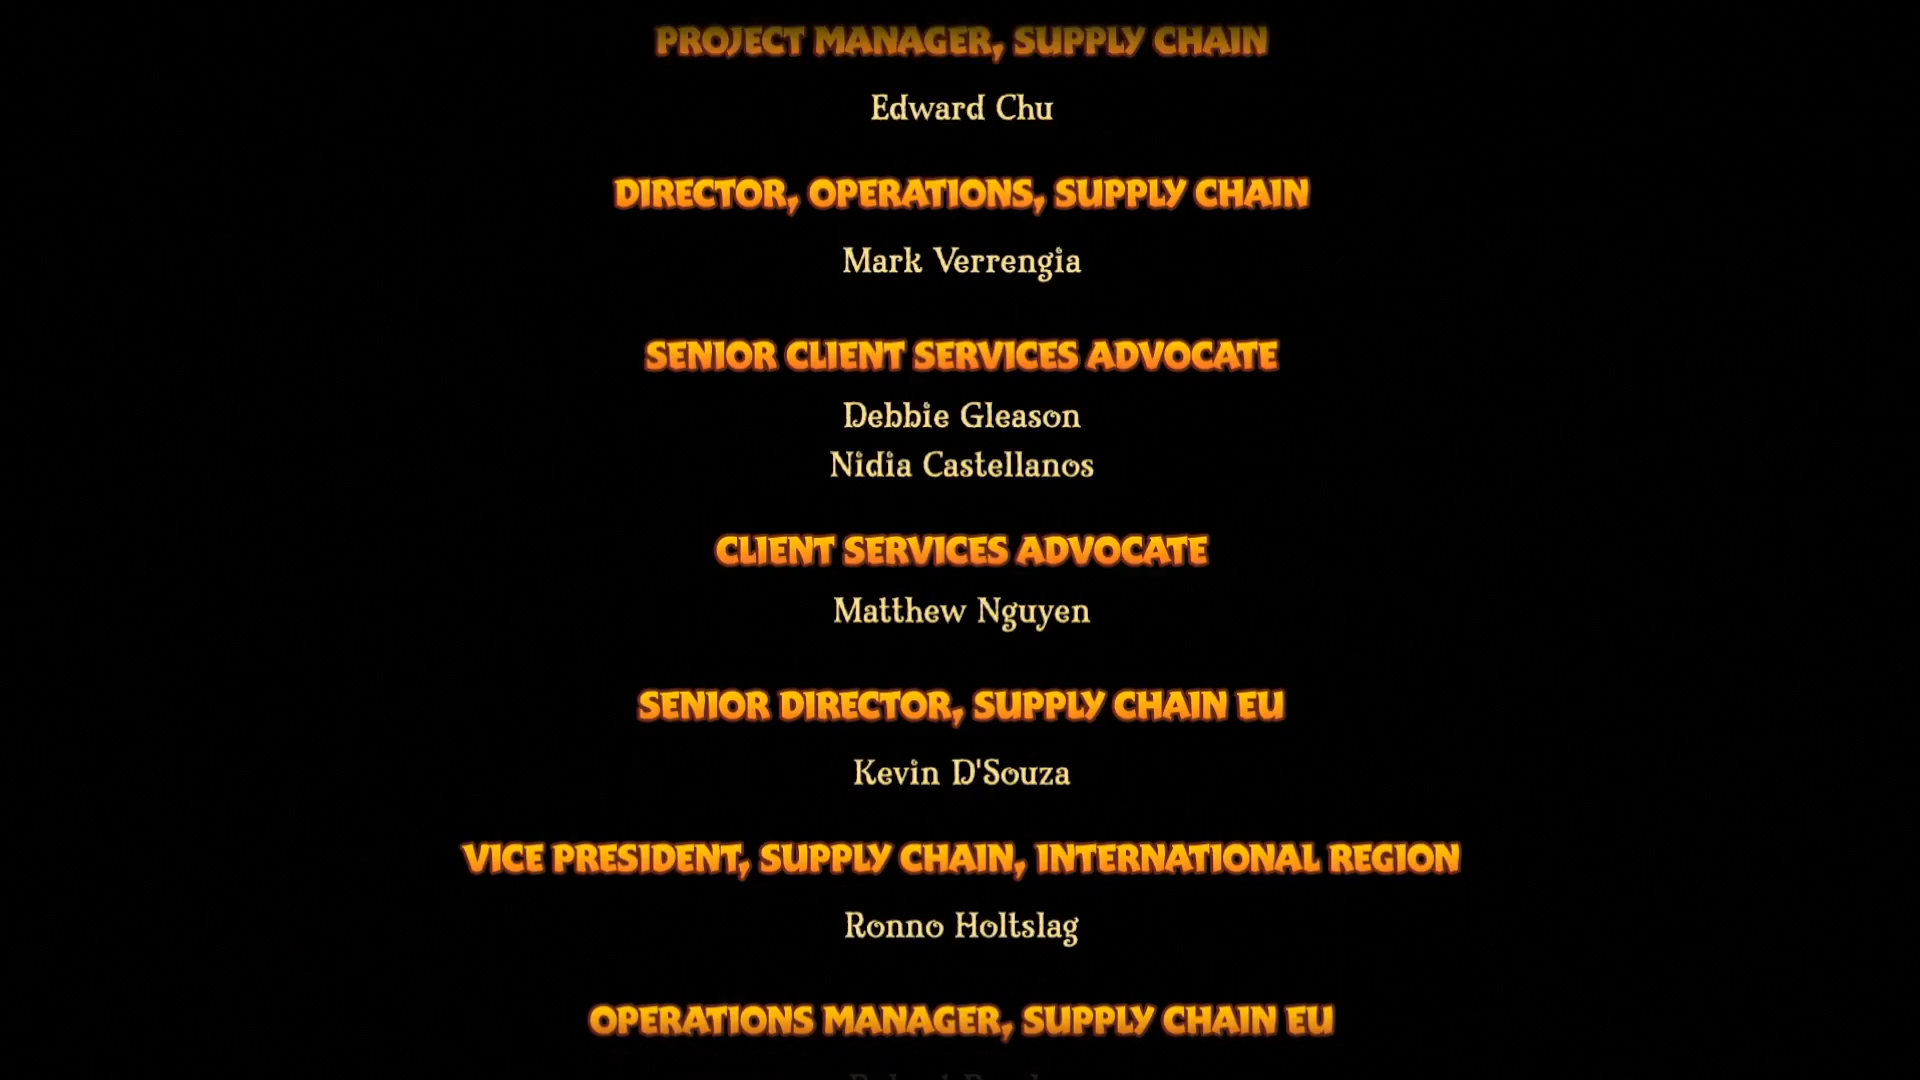 PROJECT MANAGER, SUPPLY CHAIN
Edward Chu
DIRECTOR, OPERATIONS, SUPPLY CHAIN
Mark Verrengia
SENIOR CLIENT SERVICES ADVOCATE
Debbie Gleason
Nidia Castellanos
CLIENT SERVICES ADVOCATE
Matthew Nguyen
SENIOR DIRECTOR, SUPPLY CHAIN EU
Kevin D'Souza
VICE PRESIDENT, SUPPLY CHAIN, INTERNATIONAL REGION
Ronno Holtslag
OPERATIONS MANAGER, SUPPLY CHAIN EU